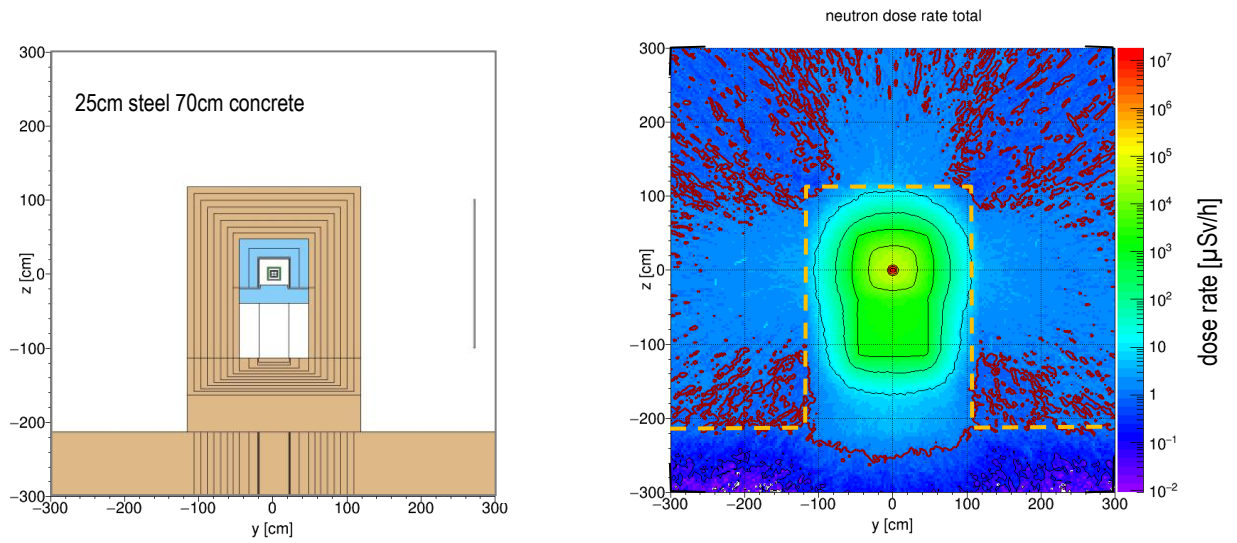 neutron dose rate total
25cm steel 70cm concrete
300
200
100
0
−100
−200
−300
z [cm]
−300 −200 −100 0 100 200 300
y [cm]
300
200
100
0
−100
−200
−300
z [cm]
−300 −200 −100 0 100 200 300
y [cm]
10⁷
10⁶
10⁵
10⁴
10³
10²
10
1
10⁻¹
10⁻²
dose rate [µSv/h]